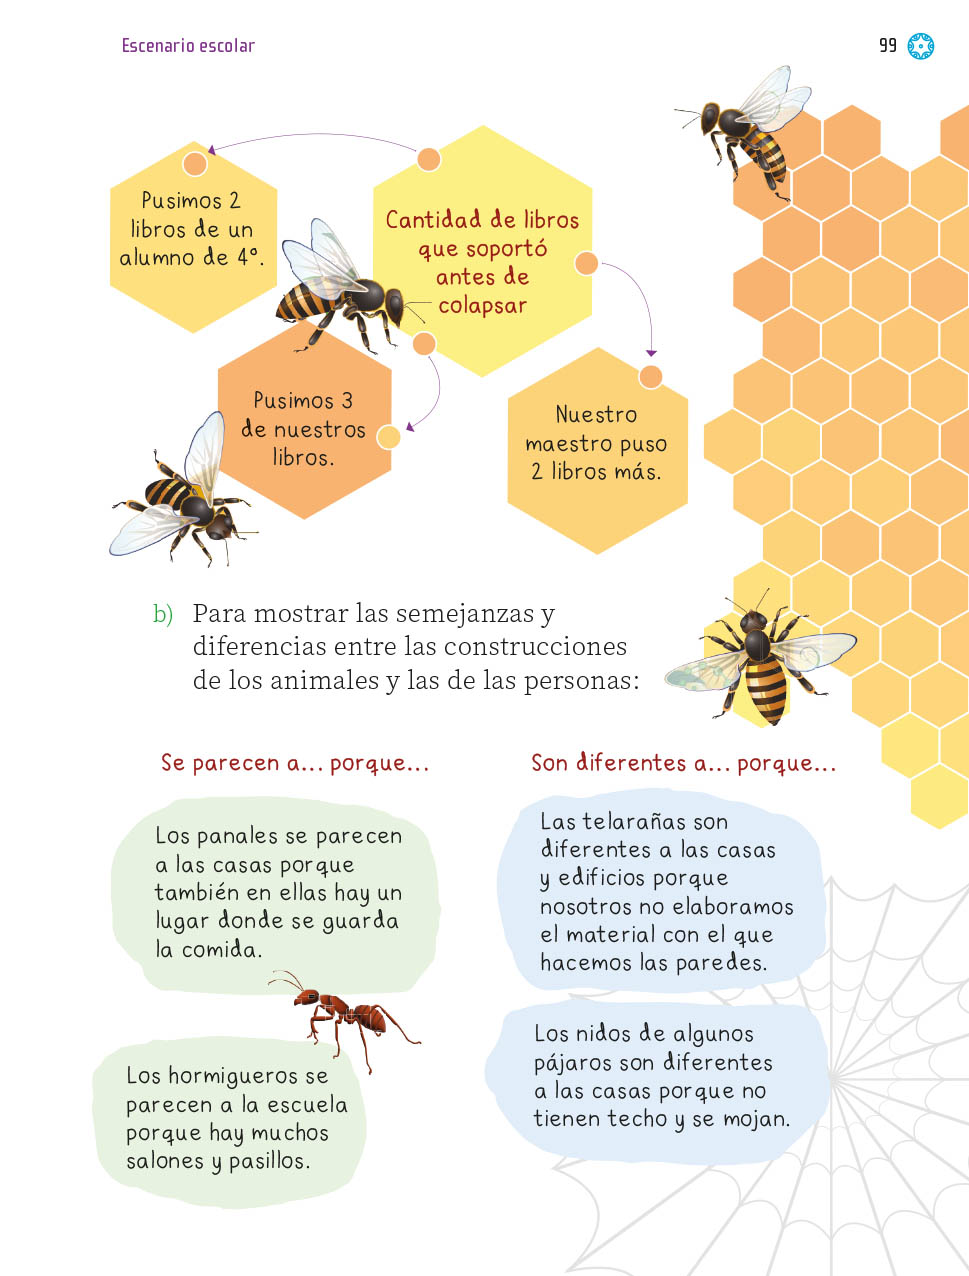 Escenario escolar
99
Pusimos 2
libros de un
alumno de 4°.
Cantidad de libros
que soportó
antes de
colapsar
Pusimos 3
de nuestros
libros.
Nuestro
maestro puso
2 libros más.
b) Para mostrar las semejanzas y
diferencias entre las construcciones
de los animales y las de las personas:
Se parecen a... porque...
Los panales se parecen
a las casas porque
también en ellas hay un
lugar donde se guarda
la comida.
Los hormigueros se
parecen a la escuela
porque hay muchos
salones y pasillos.
Son diferentes a... porque...
Las telarañas son
diferentes a las casas
y edificios porque
nosotros no elaboramos
el material con el que
hacemos las paredes.
Los nidos de algunos
pájaros son diferentes
a las casas porque no
tienen techo y se mojan.